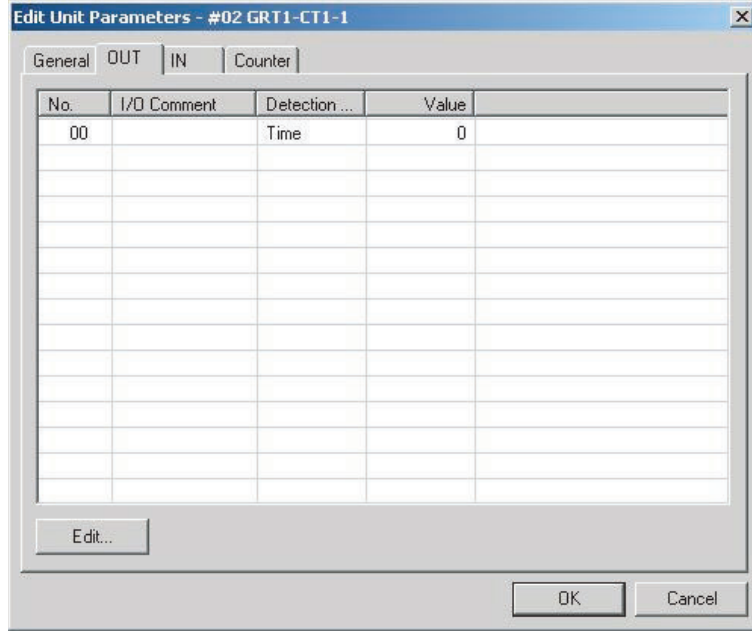 Edit Unit Parameters - #02 GRT1-CT1-1
General OUT IN Counter
No. I/O Comment Detection ... Value
00 Time 0
Edit...
OK Cancel